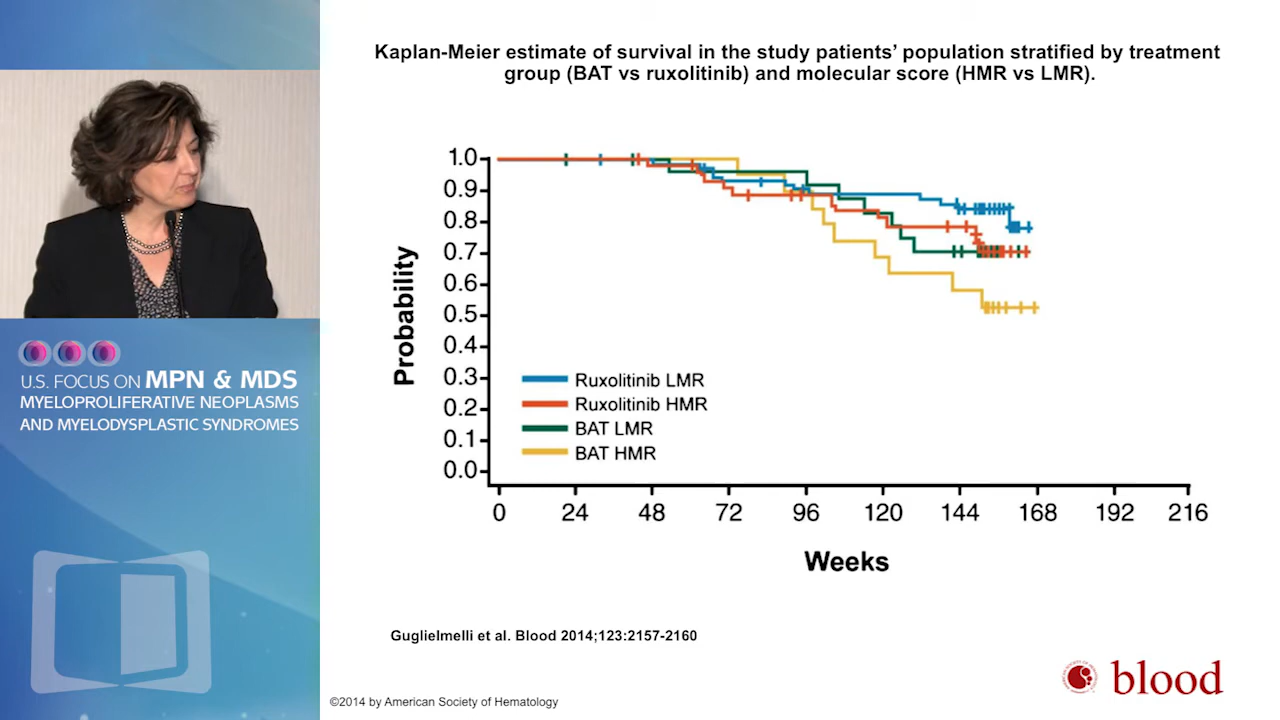 Kaplan-Meier estimate of survival in the study patients’ population stratified by treatment
group (BAT vs ruxolitinib) and molecular score (HMR vs LMR).
1.0
0.9
0.8
0.7
0.6
0.5
0.4
0.3
0.2
0.1
0.0
Probability
Ruxolitinib LMR
Ruxolitinib HMR
BAT LMR
BAT HMR
0 24 48 72 96 120 144 168 192 216
Weeks
U.S. FOCUS ON MPN & MDS
MYELOPROLIFERATIVE NEOPLASMS
AND MYELODYSPLASTIC SYNDROMES
Guglielmelli et al. Blood 2014;123:2157-2160
blood
©2014 by American Society of Hematology